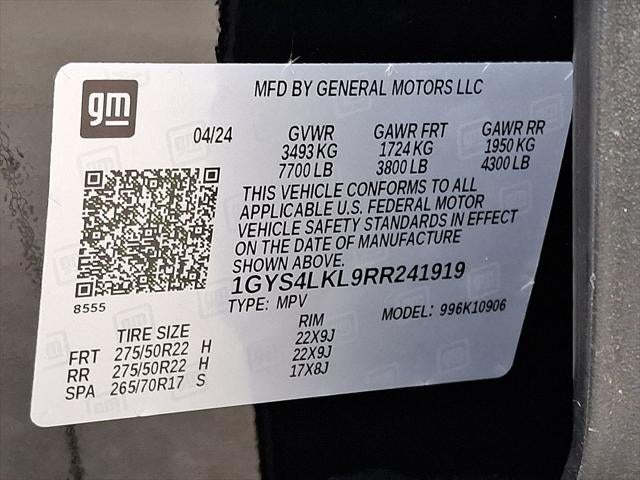 gm
MFD BY GENERAL MOTORS LLC
04/24 GVWR GAWR FRT GAWR RR
3493 KG 1724 KG 1950 KG
7700 LB 3800 LB 4300 LB
THIS VEHICLE CONFORMS TO ALL
APPLICABLE U.S. FEDERAL MOTOR
VEHICLE SAFETY STANDARDS IN EFFECT
ON THE DATE OF MANUFACTURE
SHOWN ABOVE.
1GYS4LKL9RR241919
8555
TYPE: MPV MODEL: 996K10906
TIRE SIZE RIM
FRT 275/50R22 H 22X9J
RR 275/50R22 H 22X9J
SPA 265/70R17 S 17X8J